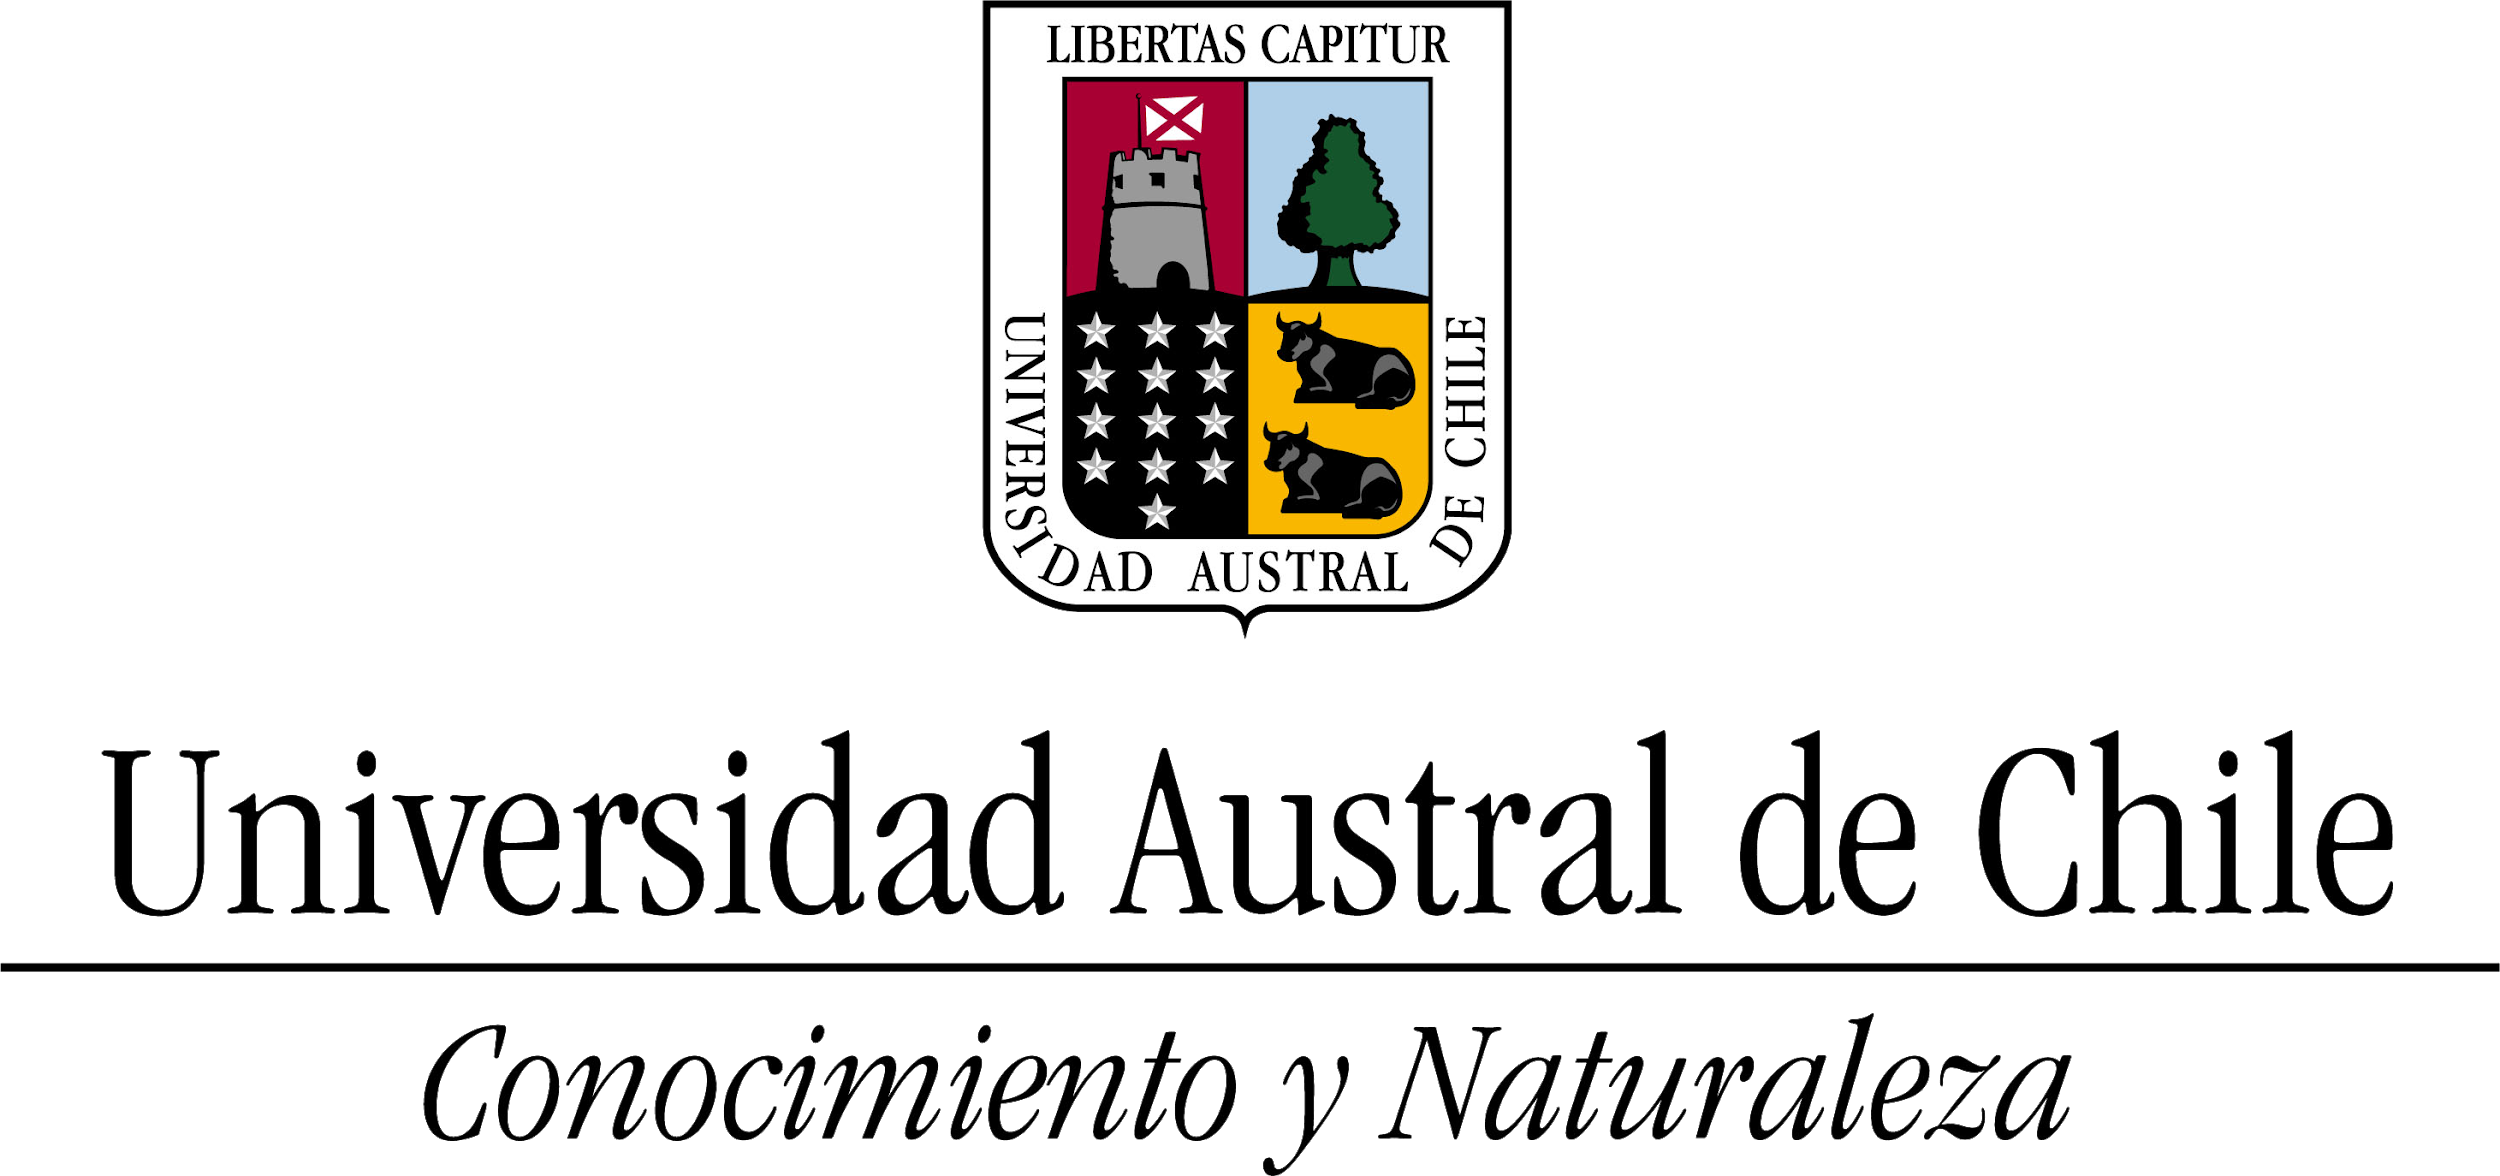 LIBERTAS CAPITUR
UNIVERSIDAD AUSTRAL DE CHILE
Universidad Austral de Chile
Conocimiento y Naturaleza